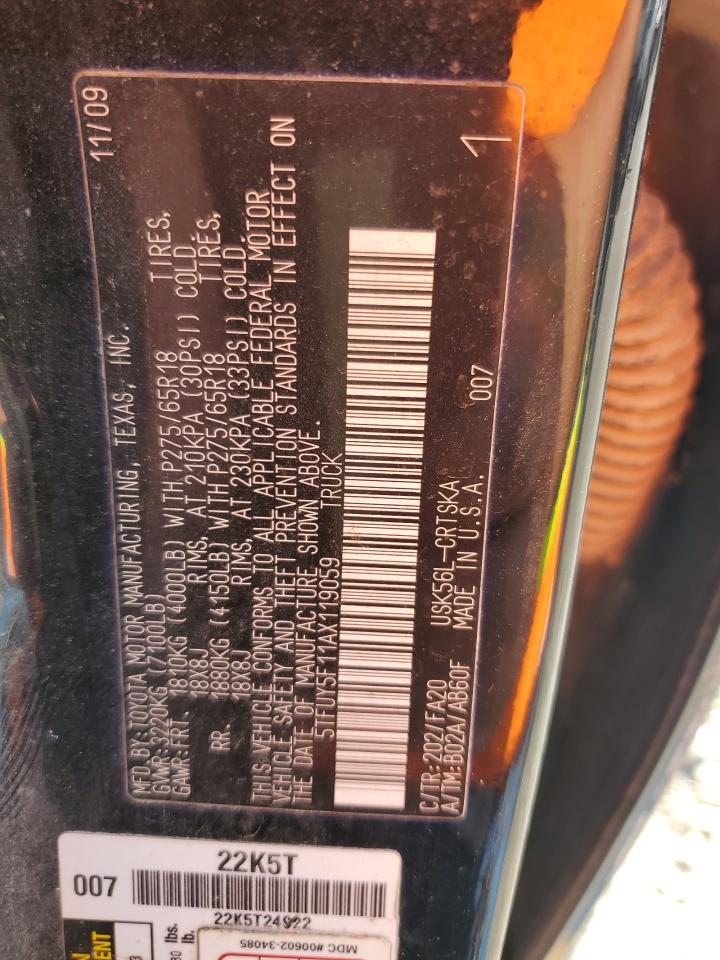 11/09
MFD.BY:TOYOTA MOTOR MANUFACTURING, TEXAS, INC.
GVWR:3220KG (7100LB)
GAWR:FRT. 1810KG (4000LB) WITH P275/65R18 TIRES,
18X8J RIMS, AT 210KPA (30PSI) COLD.
RR. 1880KG (4150LB) WITH P275/65R18 TIRES,
18X8J RIMS, AT 230KPA (33PSI) COLD.
THIS VEHICLE CONFORMS TO ALL APPLICABLE FEDERAL MOTOR
VEHICLE SAFETY AND THEFT PREVENTION STANDARDS IN EFFECT ON
THE DATE OF MANUFACTURE SHOWN ABOVE.
5TFUY5F11AX119059 TRUCK
C/TR:202/FA20 USK56L-CRTSKA 007
A/TM:B02A/AB60F MADE IN U.S.A. 1
22K5T
007
22K5T24922
MDC #00602-34085
lbs.
lb.